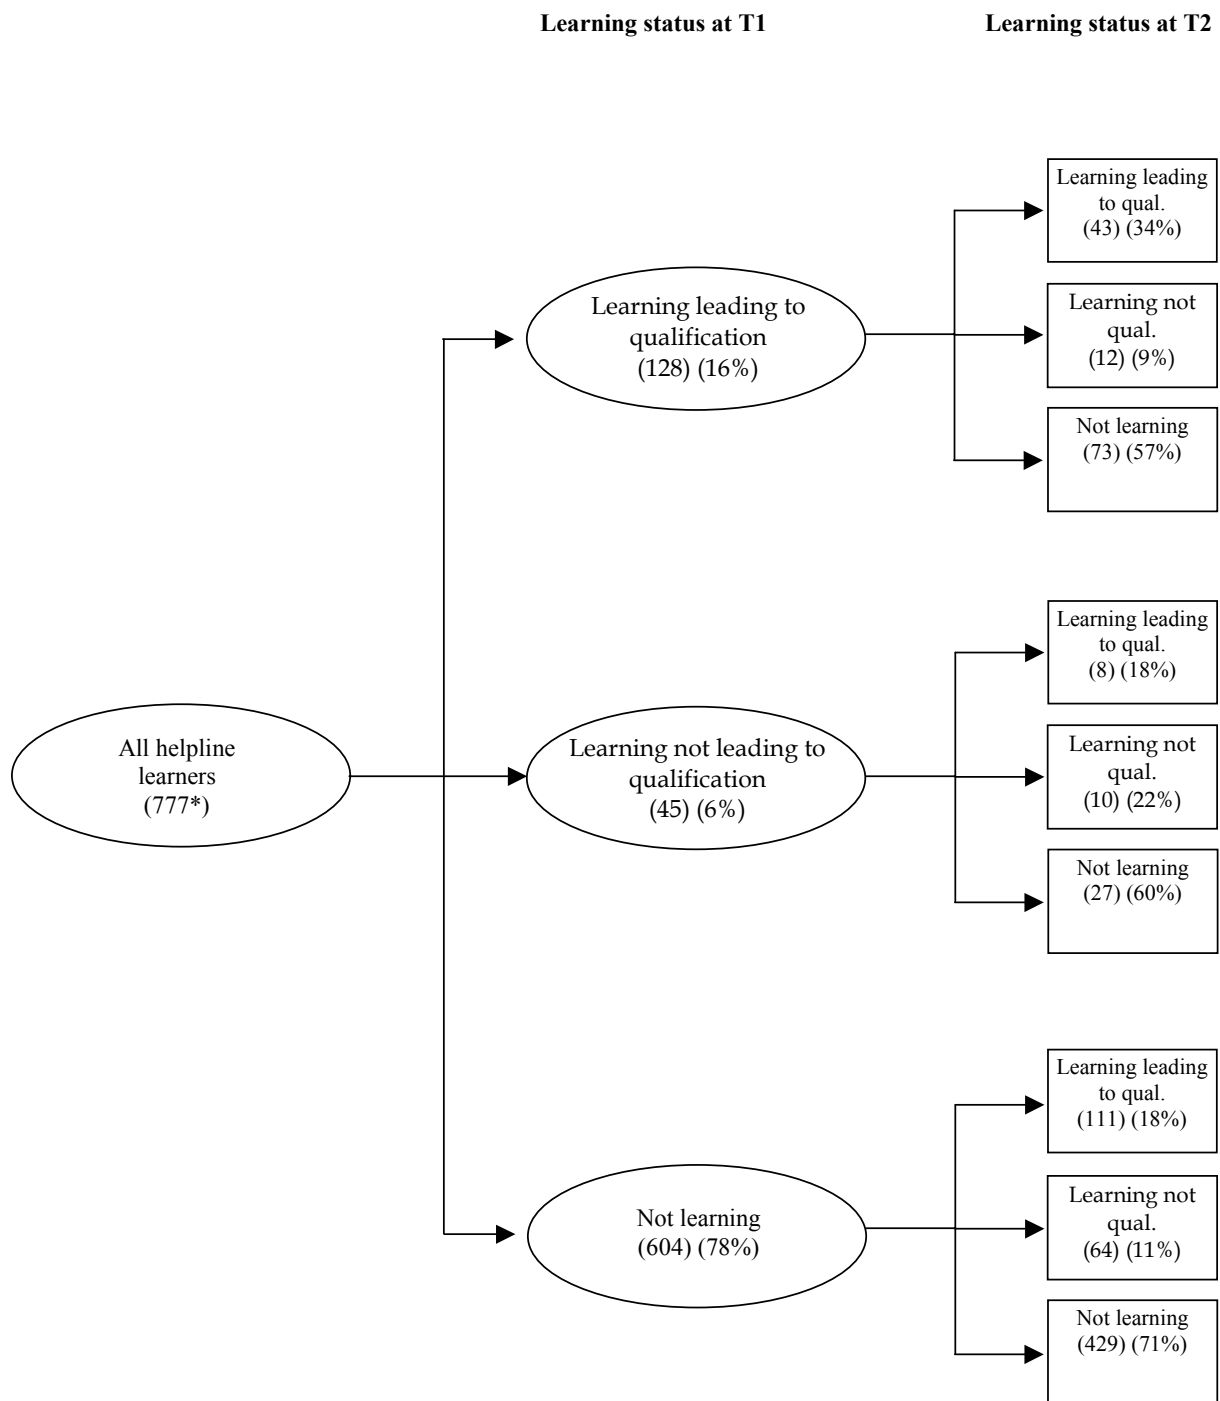 Learning status at T1
Learning status at T2
All helpline
learners
(777*)
Learning leading to
qualification
(128) (16%)
Learning leading
to qual.
(43) (34%)
Learning not
qual.
(12) (9%)
Not learning
(73) (57%)
Learning not leading to
qualification
(45) (6%)
Learning leading
to qual.
(8) (18%)
Learning not
qual.
(10) (22%)
Not learning
(27) (60%)
Not learning
(604) (78%)
Learning leading
to qual.
(111) (18%)
Learning not
qual.
(64) (11%)
Not learning
(429) (71%)